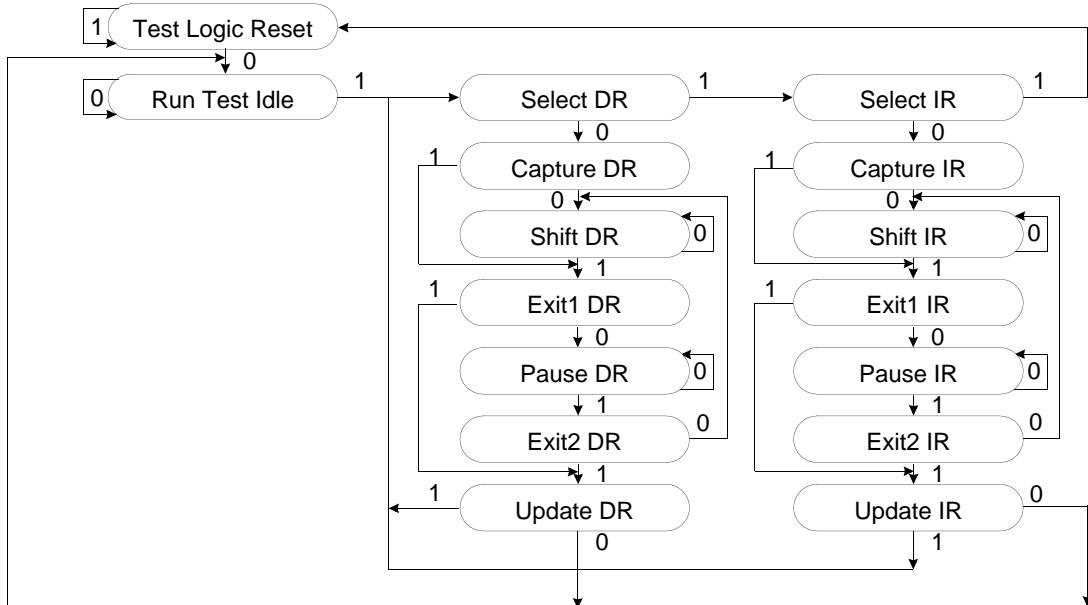 1 Test Logic Reset
0
0 Run Test Idle 1 Select DR 1 Select IR 1
0 0
1 Capture DR 1 Capture IR
0 0
Shift DR 0 Shift IR 0
1 1
1 Exit1 DR 1 Exit1 IR
0 0
Pause DR 0 Pause IR 0
1 1
Exit2 DR 0 Exit2 IR 0
1 1
1 Update DR Update IR 0
0 1